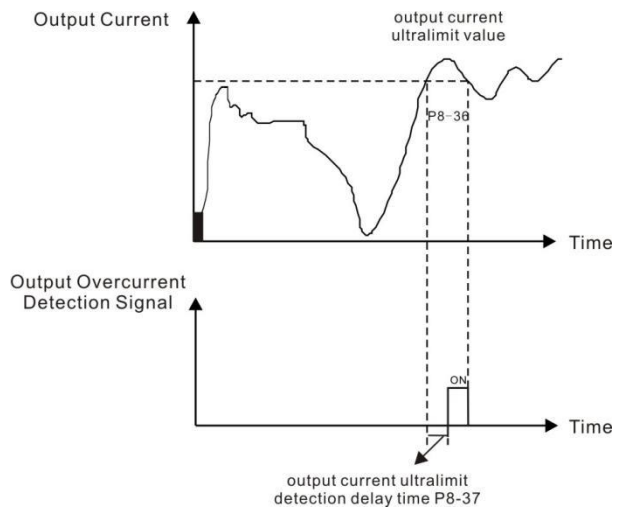 Output Current
output current
ultralimit value
P8-36
Time
Output Overcurrent
Detection Signal
ON
Time
output current ultralimit
detection delay time P8-37